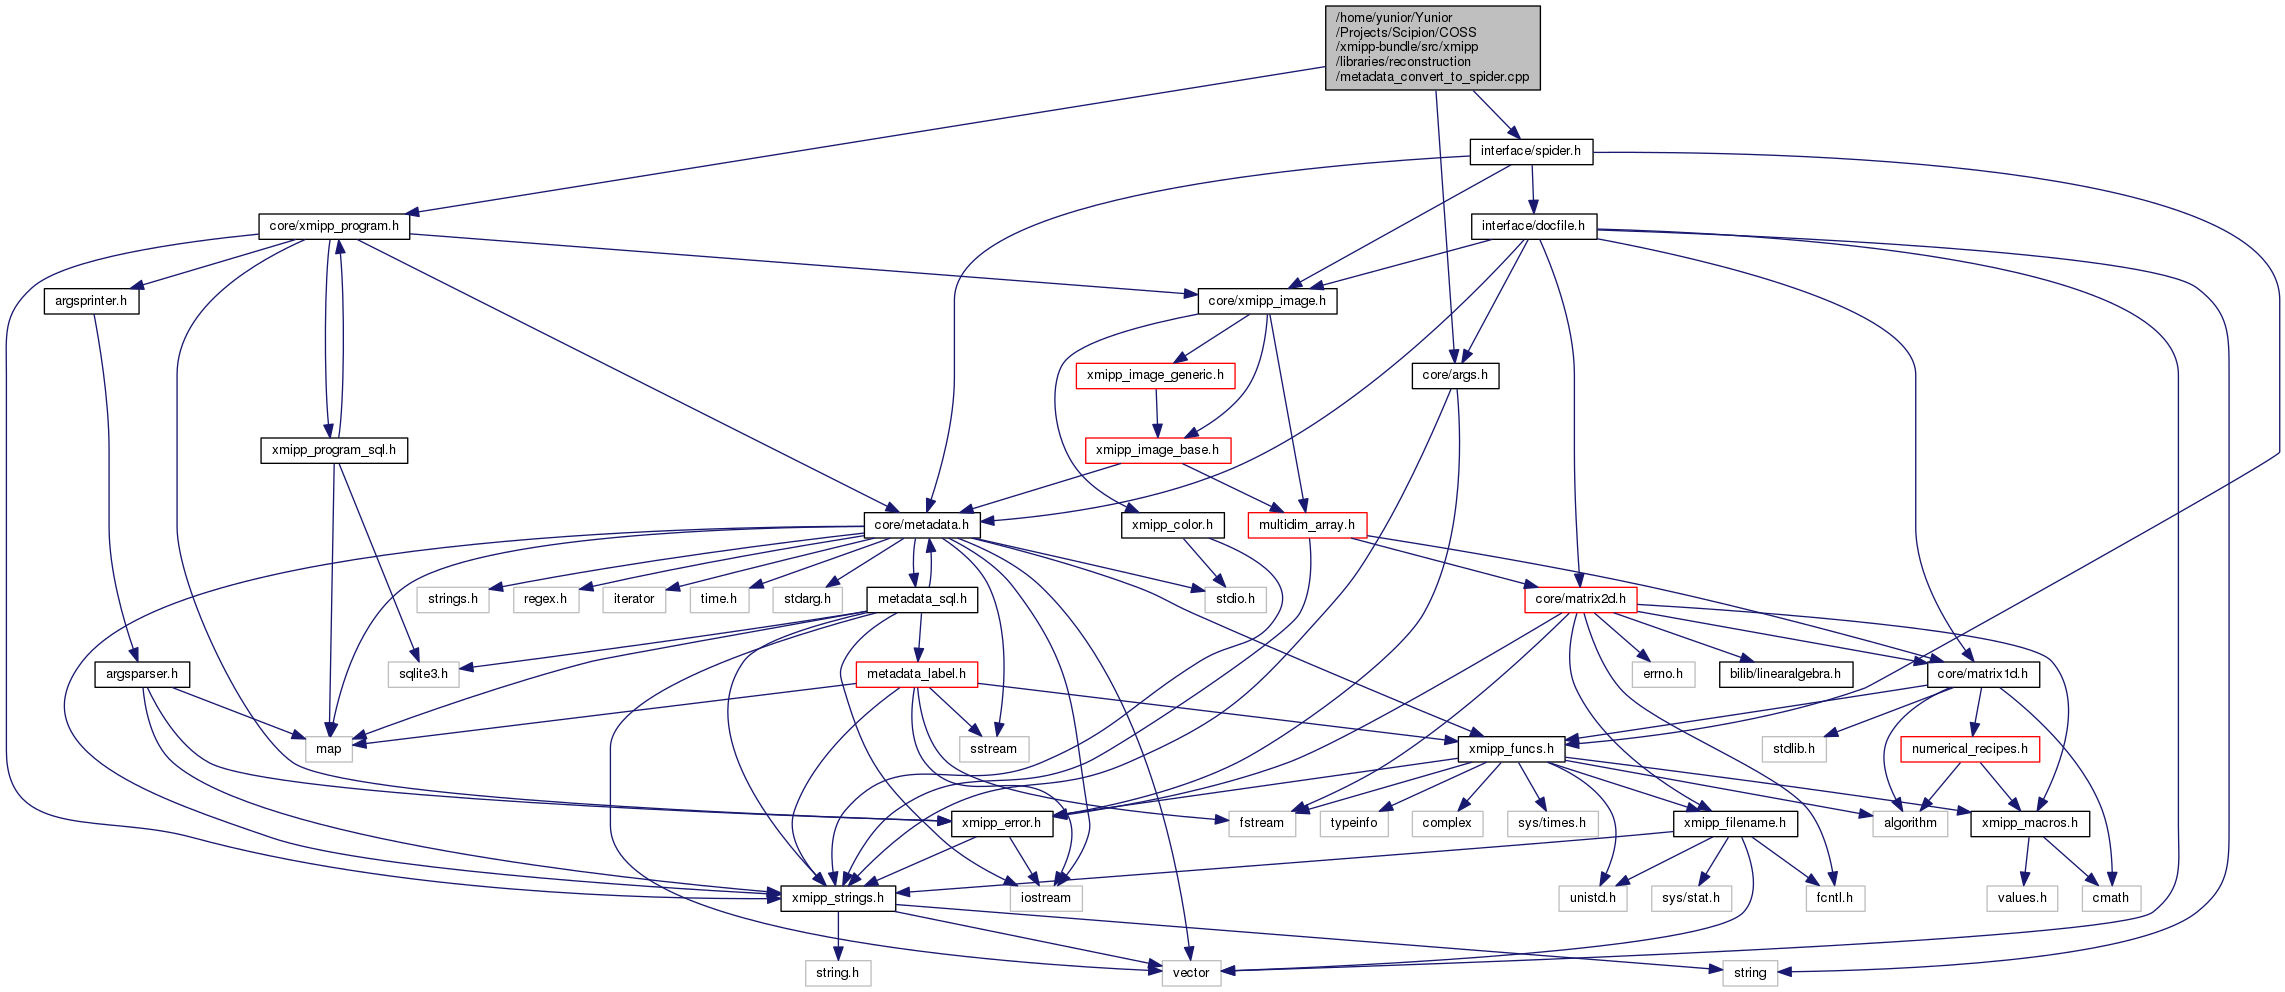 /home/yunior/Yunior
/Projects/Scipion/COSS
/xmipp-bundle/src/xmipp
/libraries/reconstruction
/metadata_convert_to_spider.cpp
interface/spider.h
core/xmipp_program.h
interface/docfile.h
argsprinter.h
core/xmipp_image.h
xmipp_image_generic.h
core/args.h
xmipp_program_sql.h
xmipp_image_base.h
core/metadata.h
xmipp_color.h
multidim_array.h
strings.h
regex.h
iterator
time.h
stdarg.h
metadata_sql.h
stdio.h
core/matrix2d.h
argsparser.h
sqlite3.h
metadata_label.h
errno.h
bilib/linearalgebra.h
core/matrix1d.h
map
sstream
xmipp_funcs.h
stdlib.h
numerical_recipes.h
xmipp_error.h
fstream
typeinfo
complex
sys/times.h
xmipp_filename.h
algorithm
xmipp_macros.h
xmipp_strings.h
iostream
unistd.h
sys/stat.h
fcntl.h
values.h
cmath
string.h
vector
string